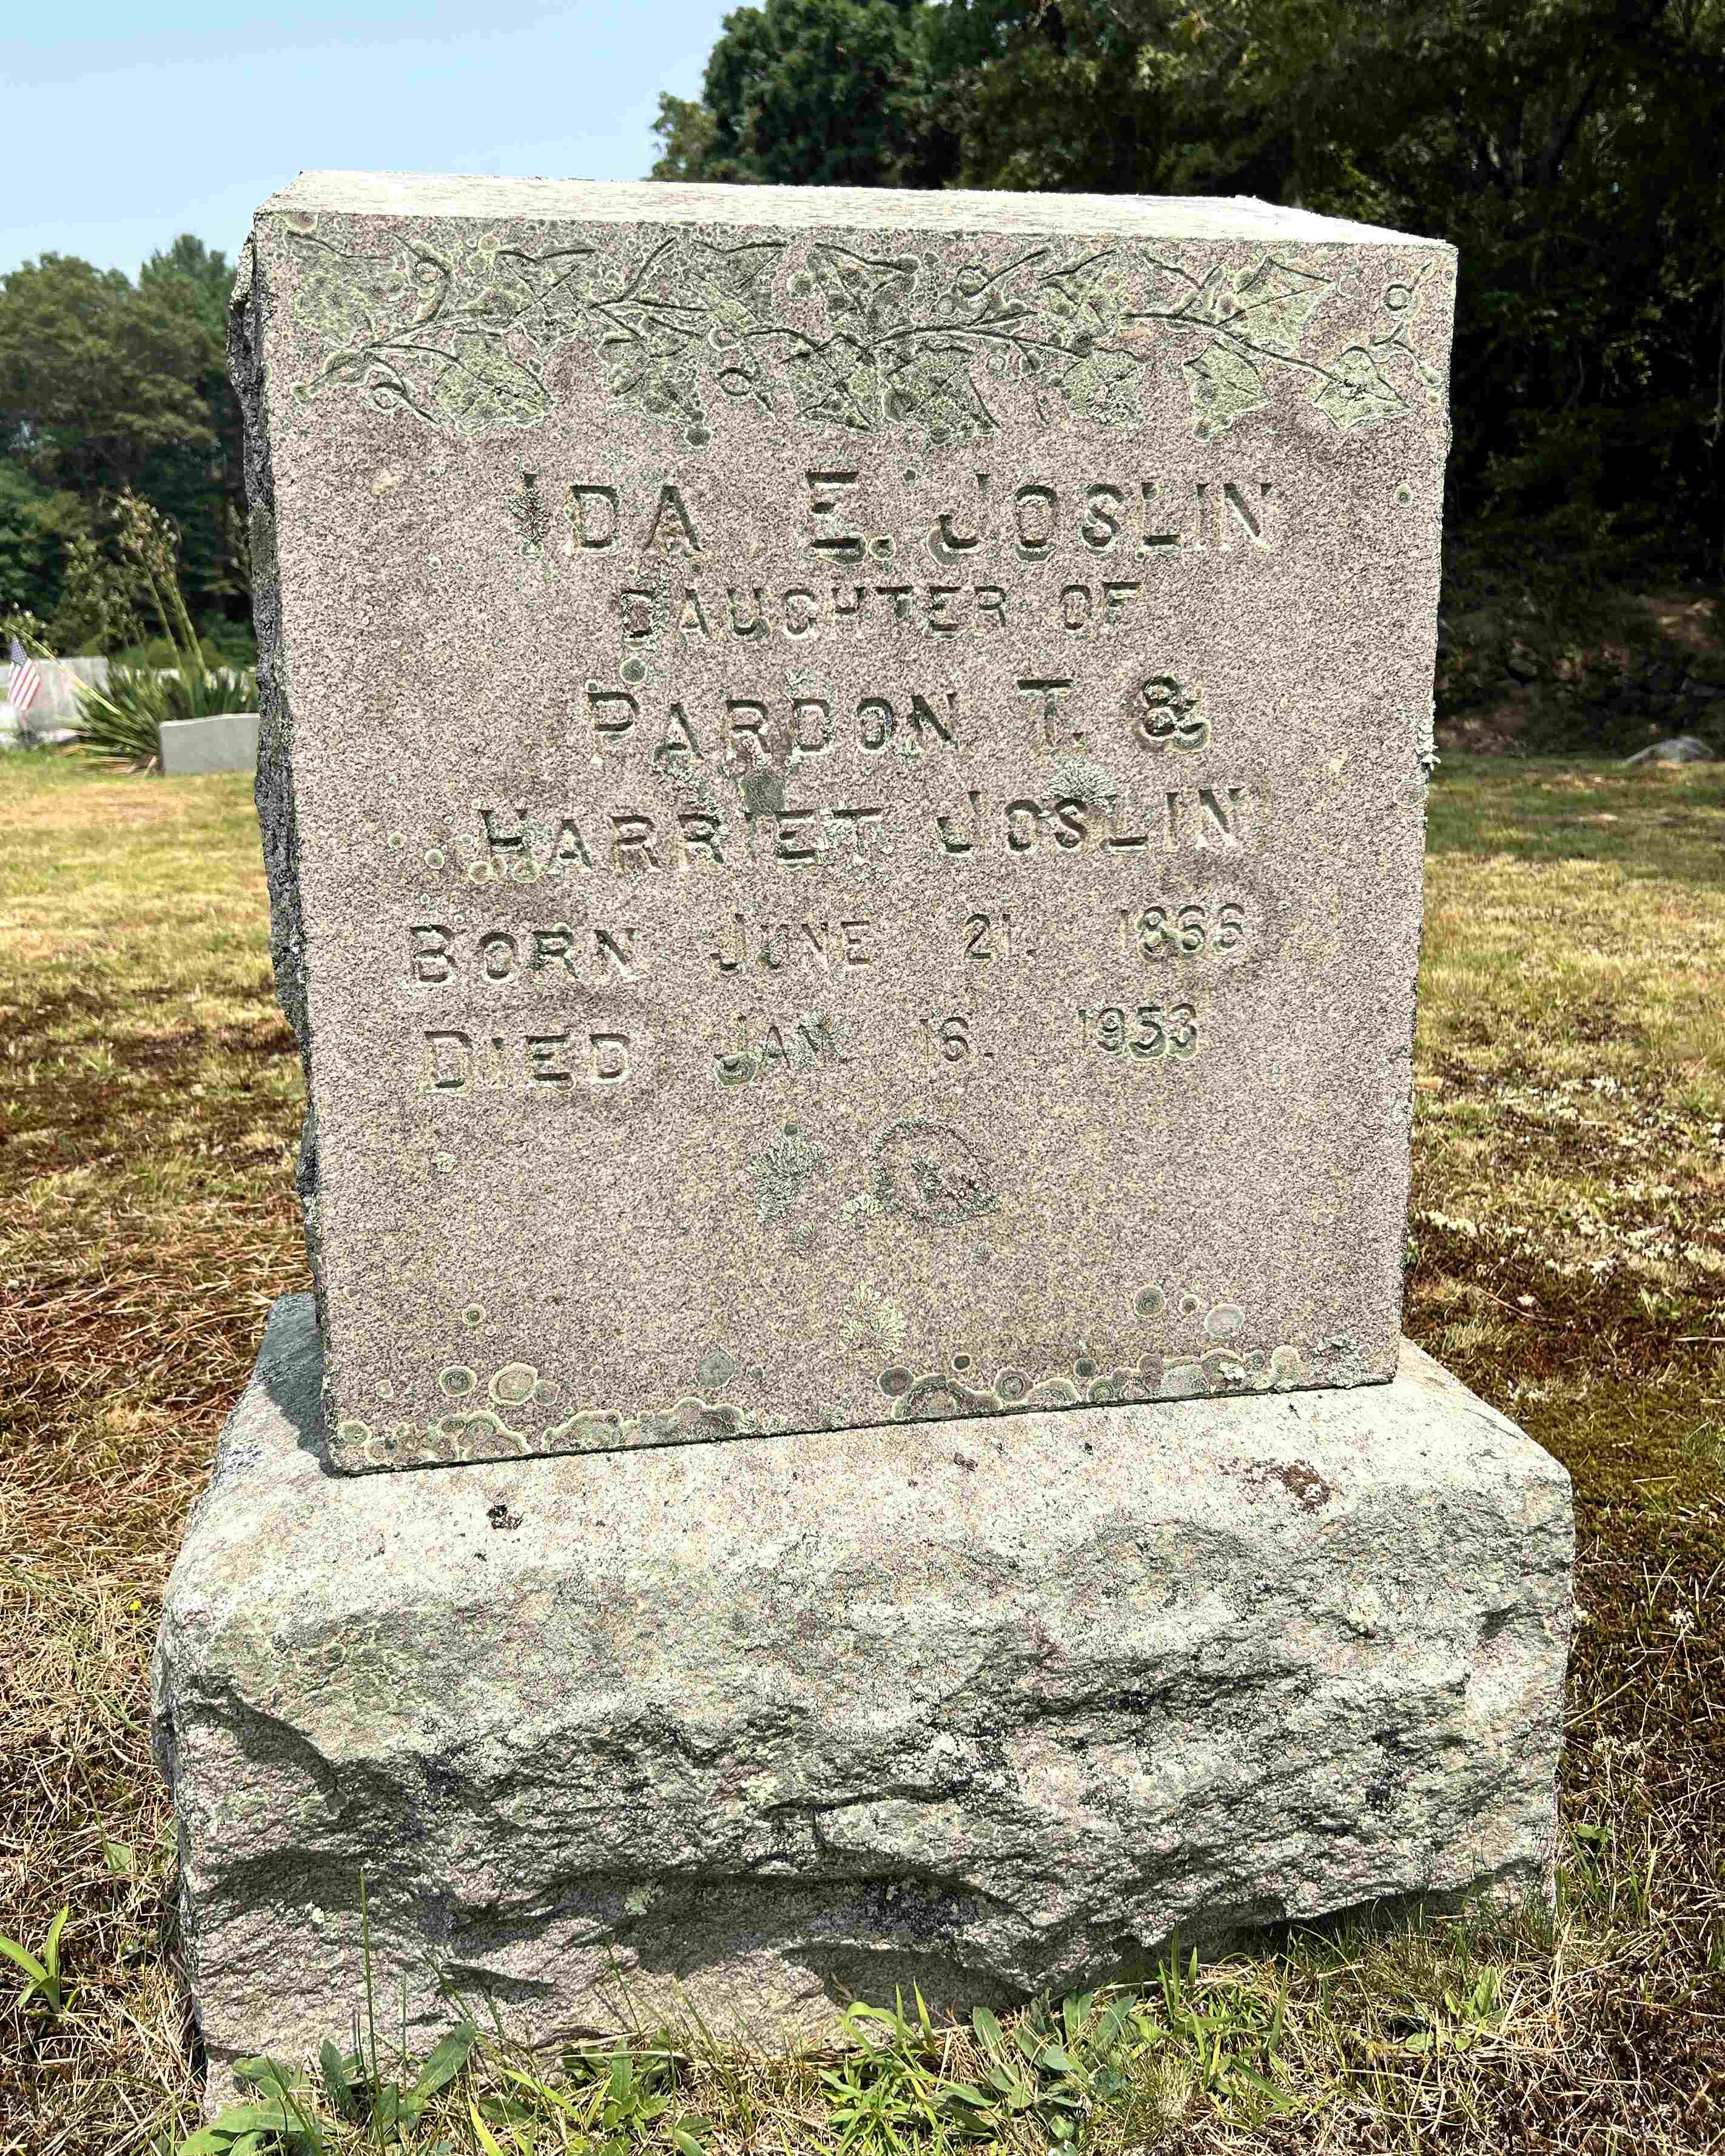 IDA E. JOSLIN
DAUGHTER OF
PARDON T. &
HARRIET JOSLIN
BORN JUNE 21. 1866
DIED JAN. 16. 1953